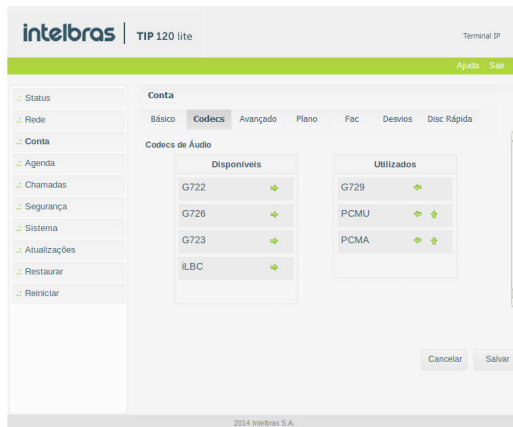 intelbras TIP 120 lite Terminal IP
Ajuda Sair
.: Status
.: Rede
.: Conta
.: Agenda
.: Chamadas
.: Segurança
.: Sistema
.: Atualizações
.: Restaurar
.: Reiniciar
Conta
Básico Codecs Avançado Plano Fac Desvios Disc Rápida
Codecs de Áudio
Disponíveis
G722
G726
G723
iLBC
Utilizados
G729
PCMU
PCMA
Cancelar Salvar
2014 Intelbras S.A.